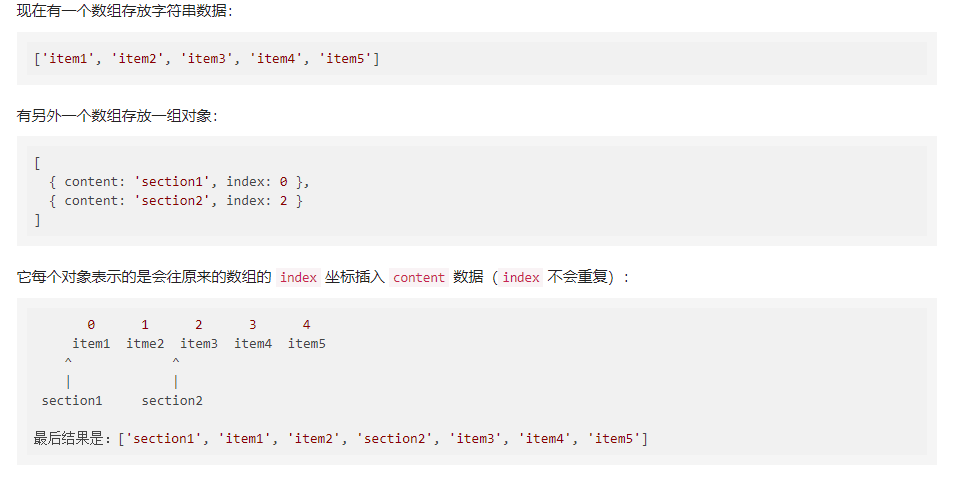 现在有一个数组存放字符串数据：
['item1', 'item2', 'item3', 'item4', 'item5']
有另外一个数组存放一组对象：
[
  { content: 'section1', index: 0 },
  { content: 'section2', index: 2 }
]
它每个对象表示的是会往原来的数组的 index 坐标插入 content 数据（index 不会重复）：
       0      1      2      3      4
     item1  itme2  item3  item4  item5
    ^             ^
    |             |
 section1     section2
最后结果是：['section1', 'item1', 'item2', 'section2', 'item3', 'item4', 'item5']